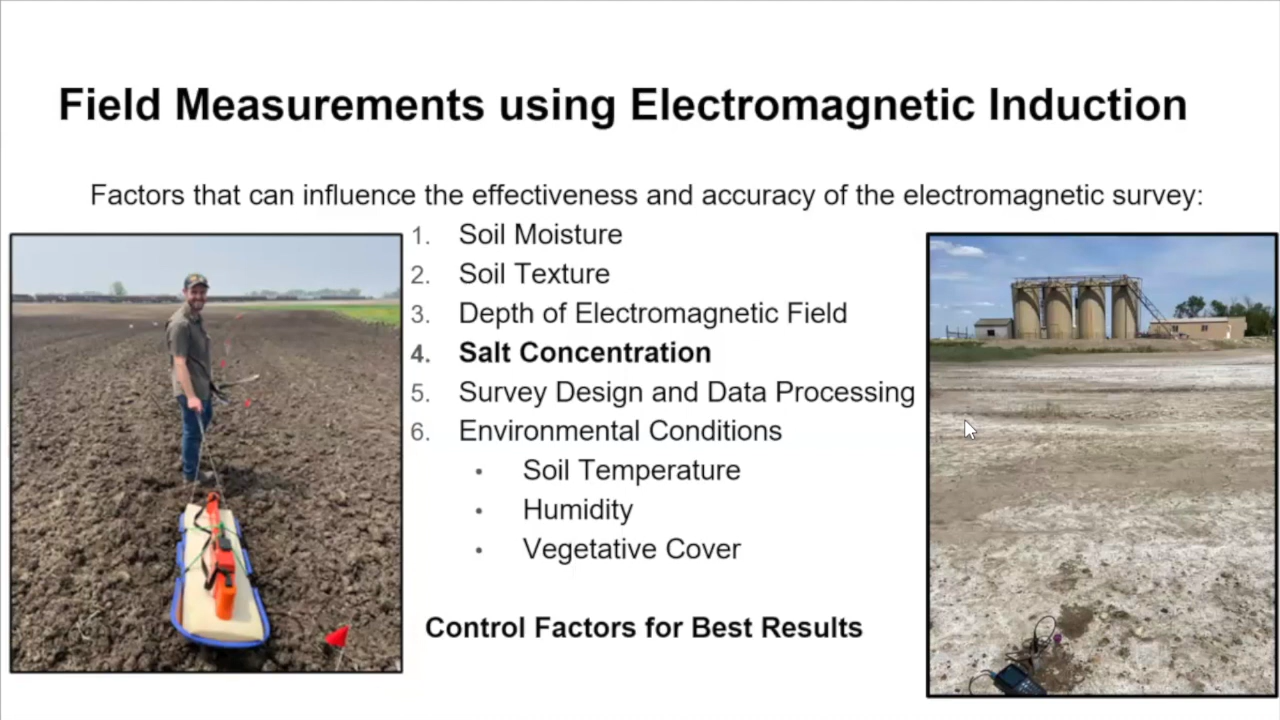 Field Measurements using Electromagnetic Induction
Factors that can influence the effectiveness and accuracy of the electromagnetic survey:
1. Soil Moisture
2. Soil Texture
3. Depth of Electromagnetic Field
4. Salt Concentration
5. Survey Design and Data Processing
6. Environmental Conditions
• Soil Temperature
• Humidity
• Vegetative Cover
Control Factors for Best Results